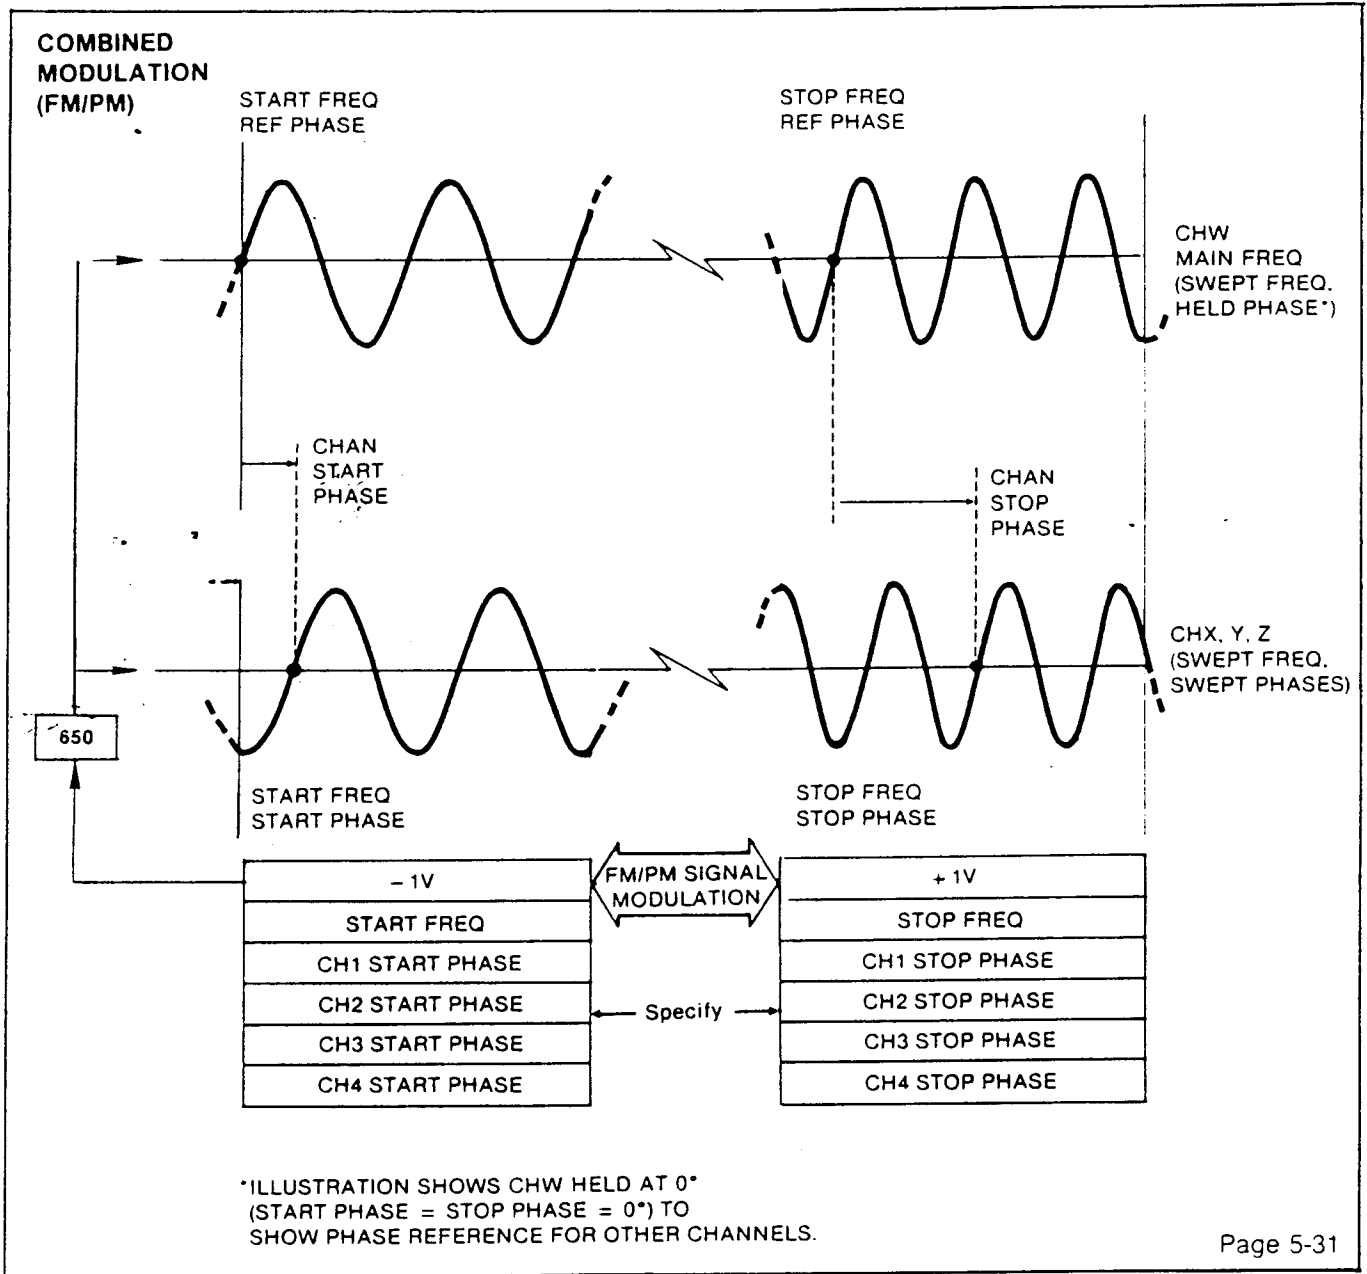 COMBINED
MODULATION
(FM/PM)
START FREQ
REF PHASE
STOP FREQ
REF PHASE
CHW
MAIN FREQ
(SWEPT FREQ.
HELD PHASE*)
CHAN
START
PHASE
CHAN
STOP
PHASE
CHX, Y, Z
(SWEPT FREQ.
SWEPT PHASES)
650
START FREQ
START PHASE
STOP FREQ
STOP PHASE
– 1V
FM/PM SIGNAL
MODULATION
+ 1V
START FREQ
STOP FREQ
CH1 START PHASE
CH1 STOP PHASE
CH2 START PHASE
Specify
CH2 STOP PHASE
CH3 START PHASE
CH3 STOP PHASE
CH4 START PHASE
CH4 STOP PHASE
*ILLUSTRATION SHOWS CHW HELD AT 0°
(START PHASE = STOP PHASE = 0°) TO
SHOW PHASE REFERENCE FOR OTHER CHANNELS.
Page 5-31